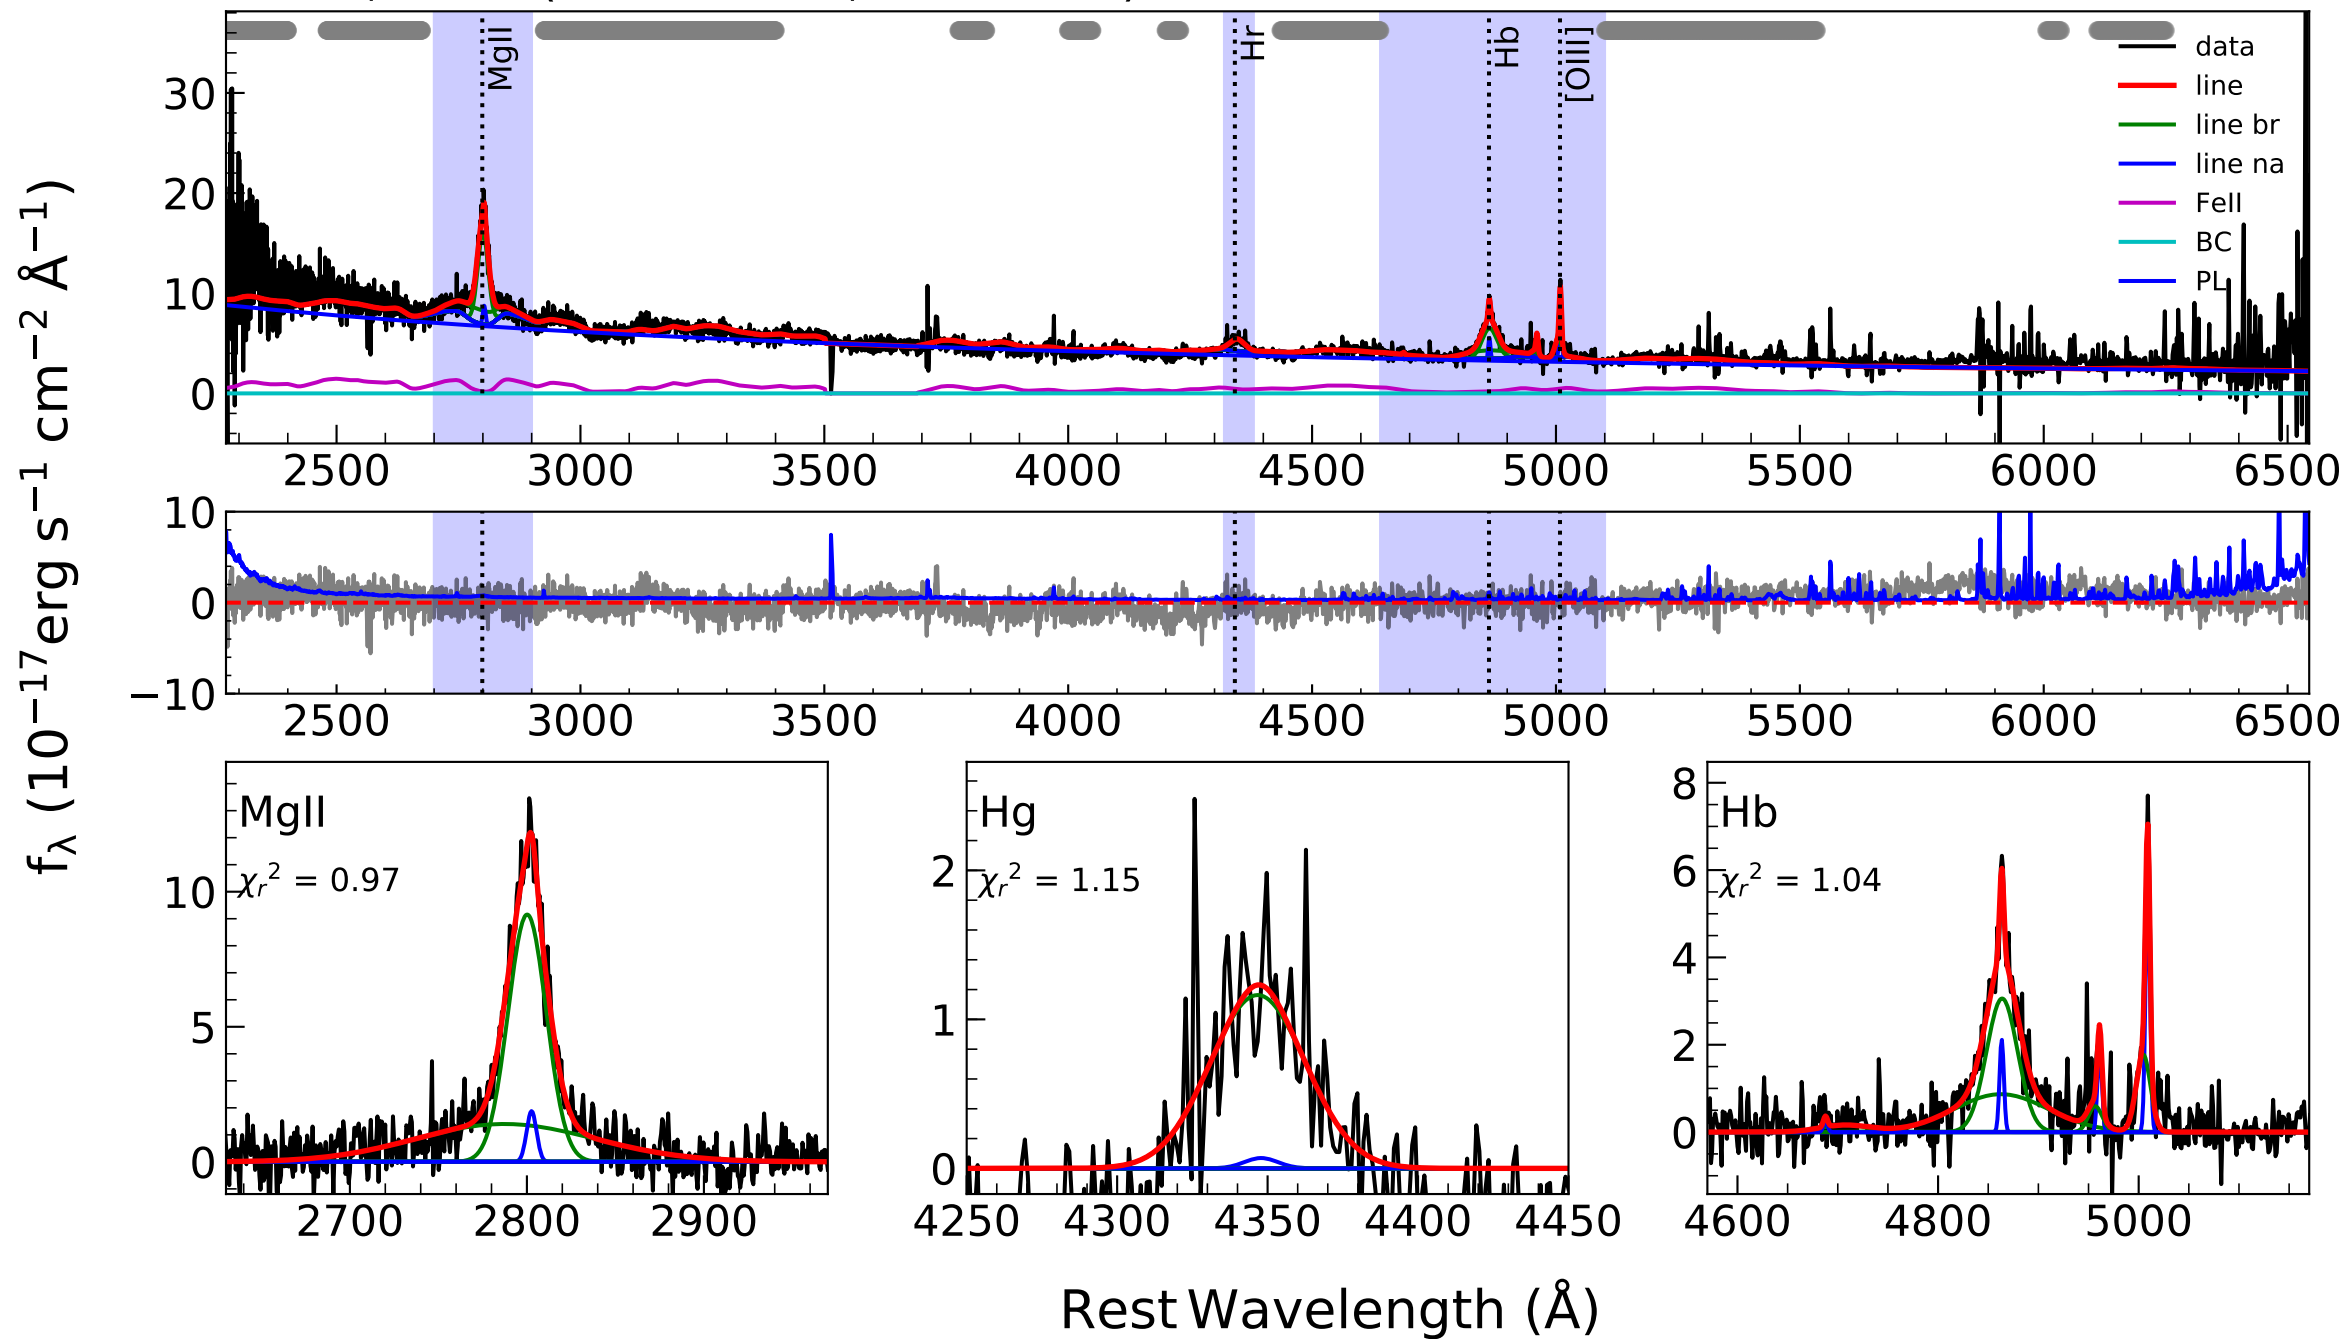 f_λ (10^−17 erg s^−1 cm^−2 Å^−1)
MgII
Hr
Hb
[OIII]
data
line
line br
line na
FeII
BC
PL
30
20
10
0
2500 3000 3500 4000 4500 5000 5500 6000 6500
10
0
−10
2500 3000 3500 4000 4500 5000 5500 6000 6500
MgII
χ_r^2 = 0.97
10
5
0
2700 2800 2900
Hg
χ_r^2 = 1.15
2
1
0
4250 4300 4350 4400 4450
Hb
χ_r^2 = 1.04
8
6
4
2
0
4600 4800 5000
Rest Wavelength (Å)